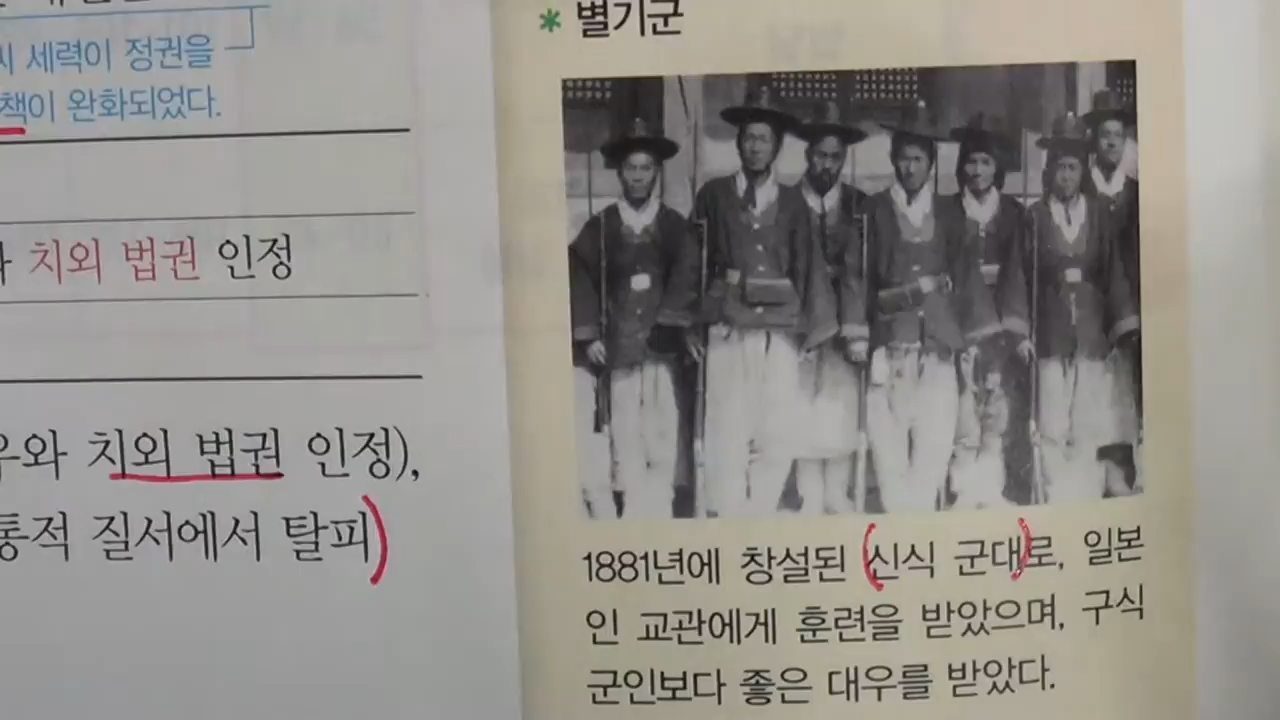 세력이 정권을
책이 완화되었다.
치외 법권 인정
우와 치외 법권 인정),
통적 질서에서 탈피)
* 별기군
1881년에 창설된 (신식 군대)로, 일본
인 교관에게 훈련을 받았으며, 구식
군인보다 좋은 대우를 받았다.